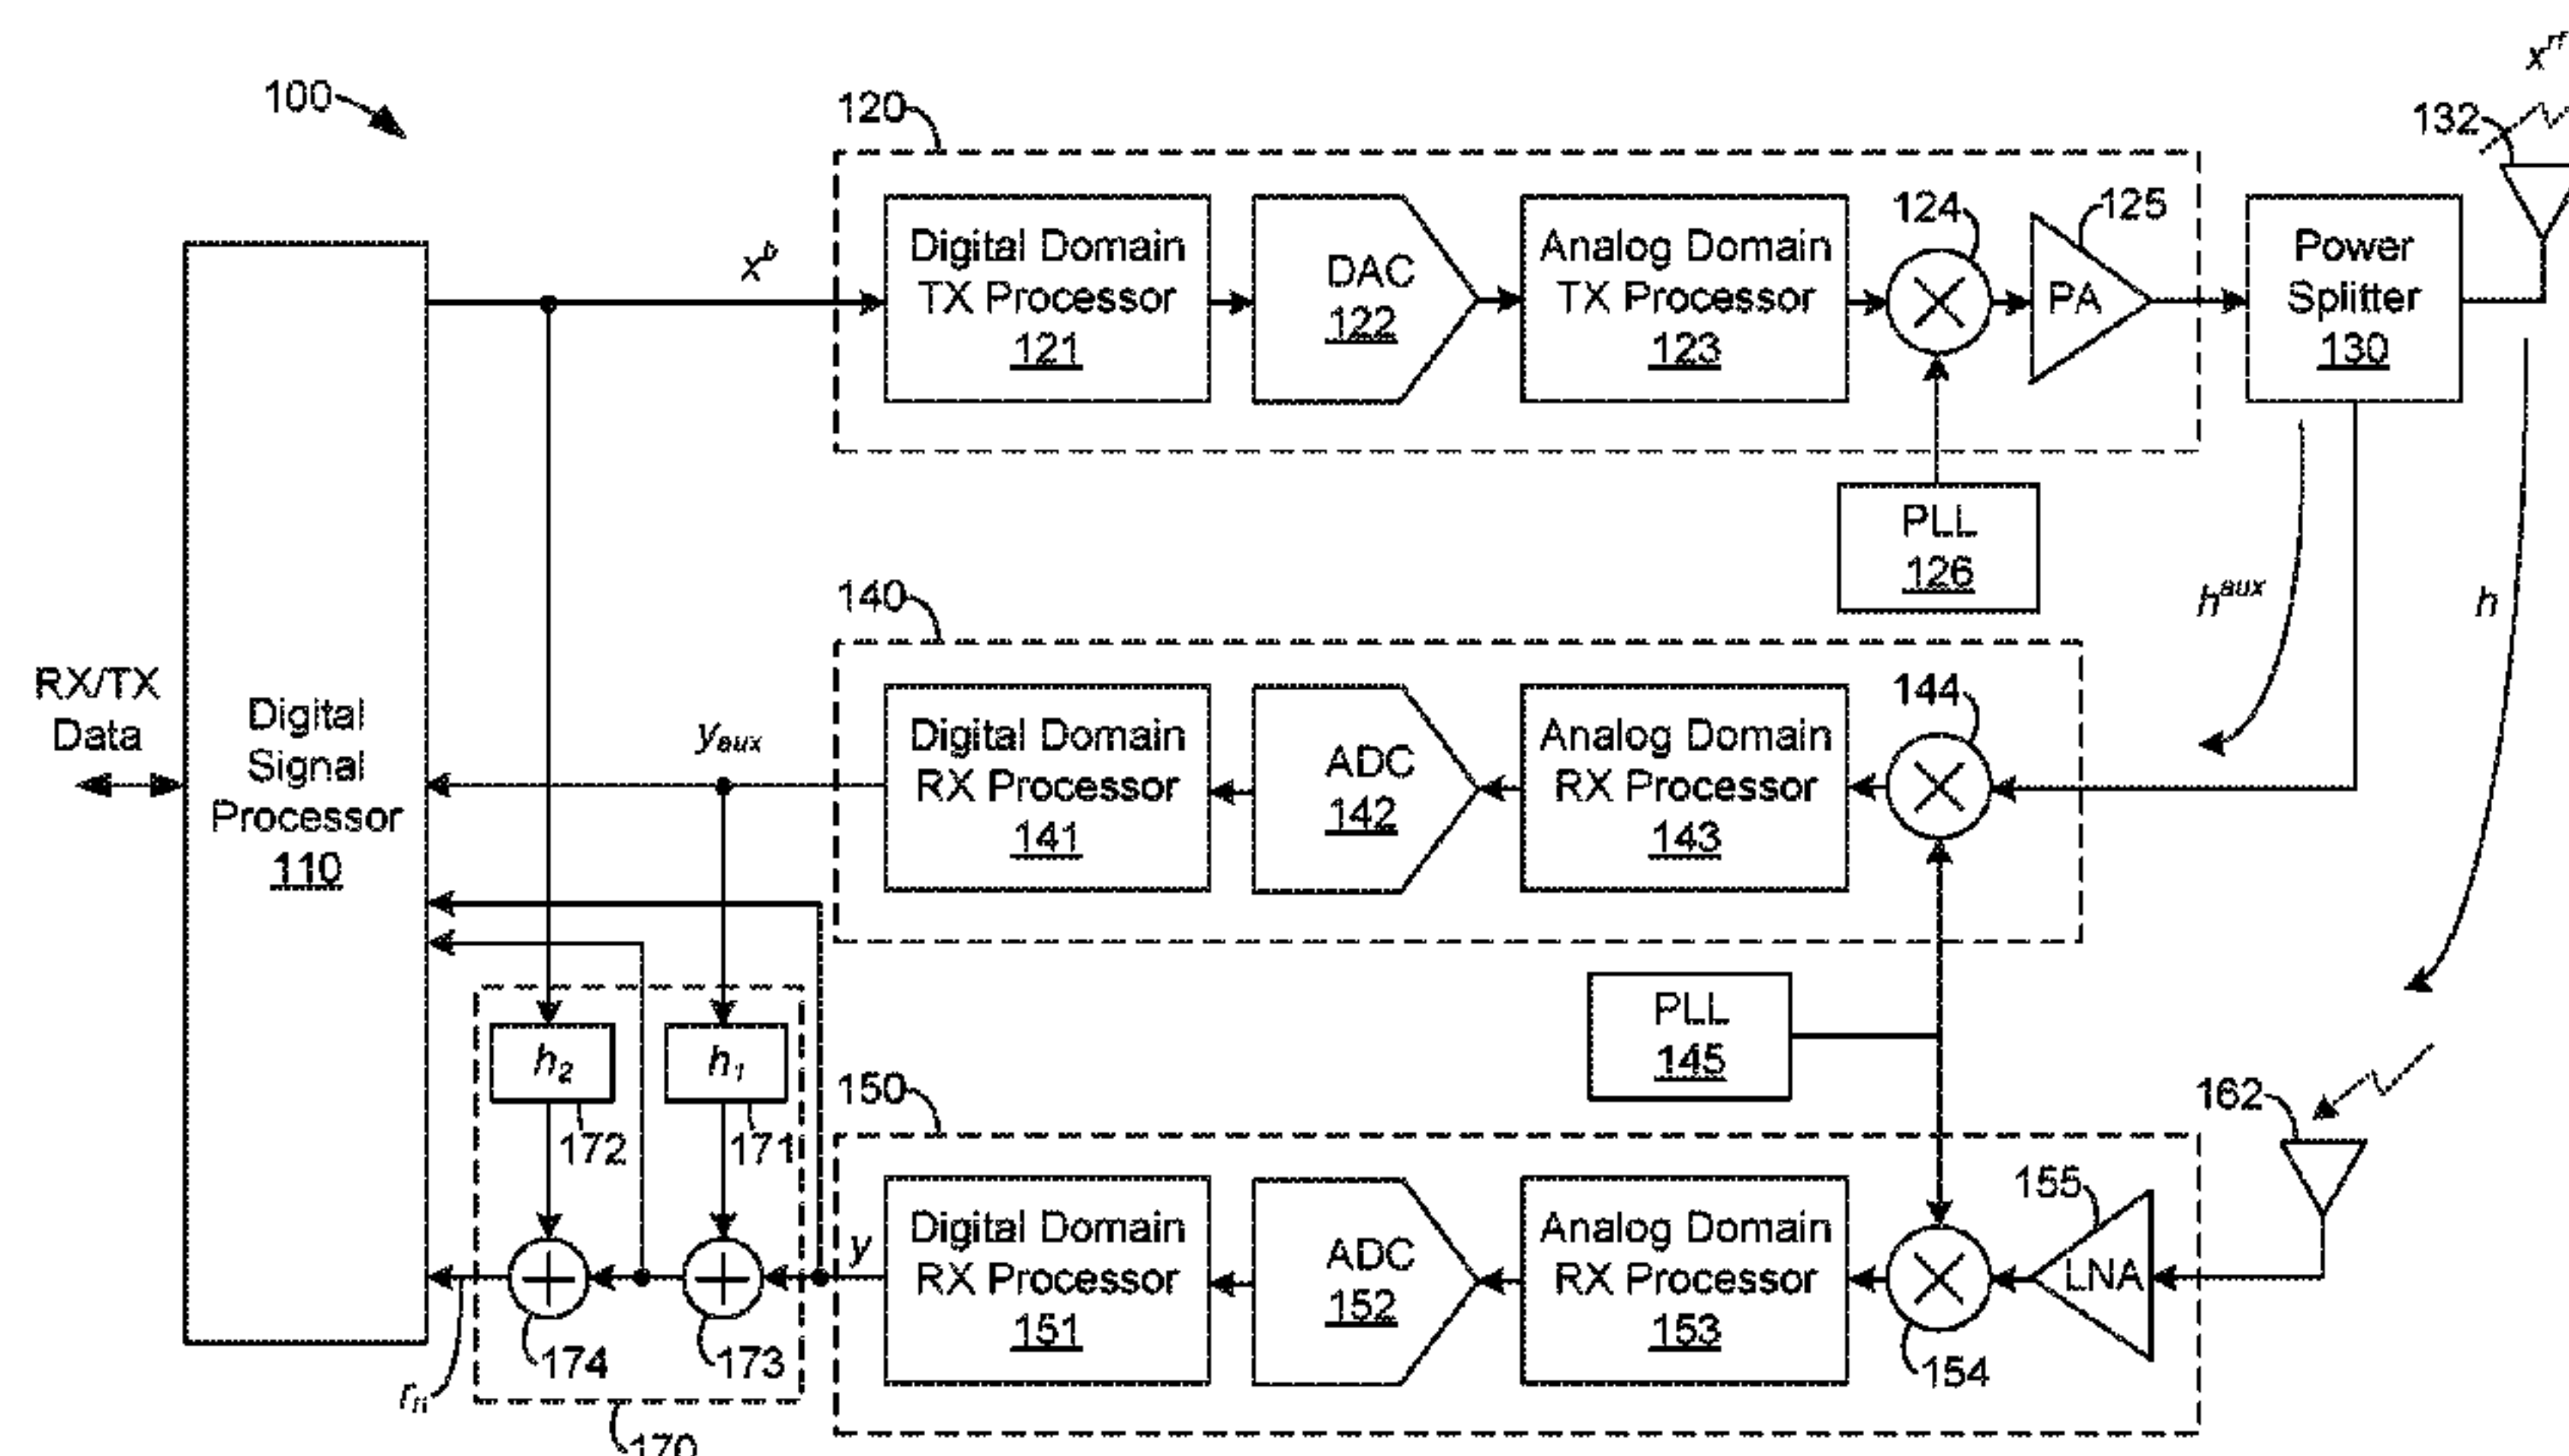 x^rf
100
120
132
x^b
Digital Domain
TX Processor
121
DAC
122
Analog Domain
TX Processor
123
124
PA
125
Power
Splitter
130
PLL
126
h^aux
h
140
RX/TX
Data
Digital
Signal
Processor
110
y_aux
Digital Domain
RX Processor
141
ADC
142
Analog Domain
RX Processor
143
144
PLL
145
h_2
h_1
172
171
150
162
y
Digital Domain
RX Processor
151
ADC
152
Analog Domain
RX Processor
153
154
LNA
155
174
173
r_n
170